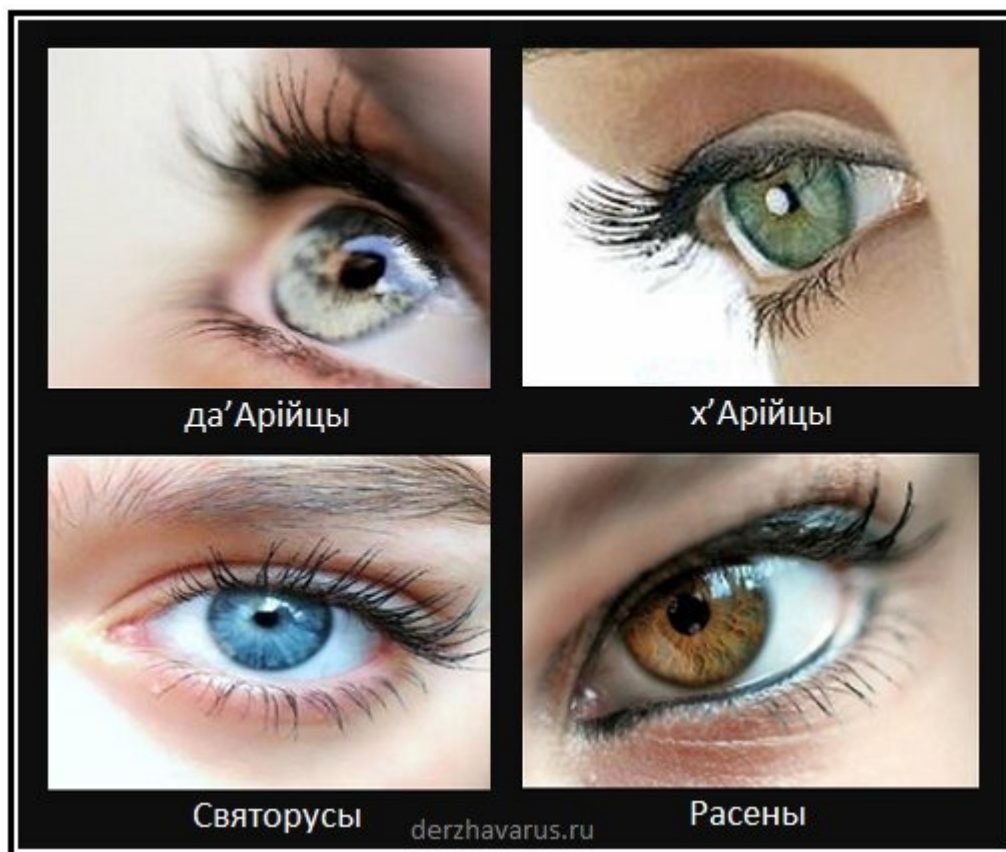 да’Арійцы
х’Арійцы
Святорусы
Расены
derzhavarus.ru